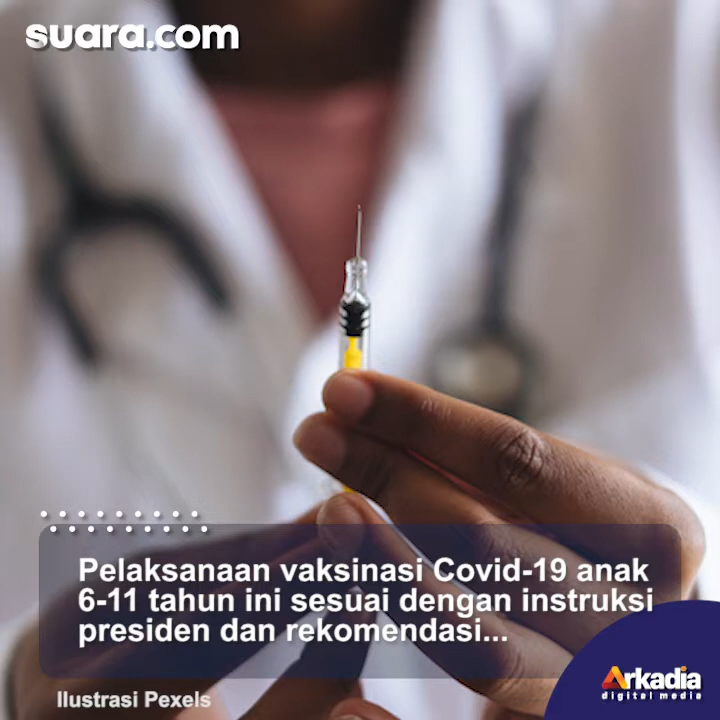 suara.com
Pelaksanaan vaksinasi Covid-19 anak
6-11 tahun ini sesuai dengan instruksi
presiden dan rekomendasi...
Ilustrasi Pexels
Arkadia
digital media